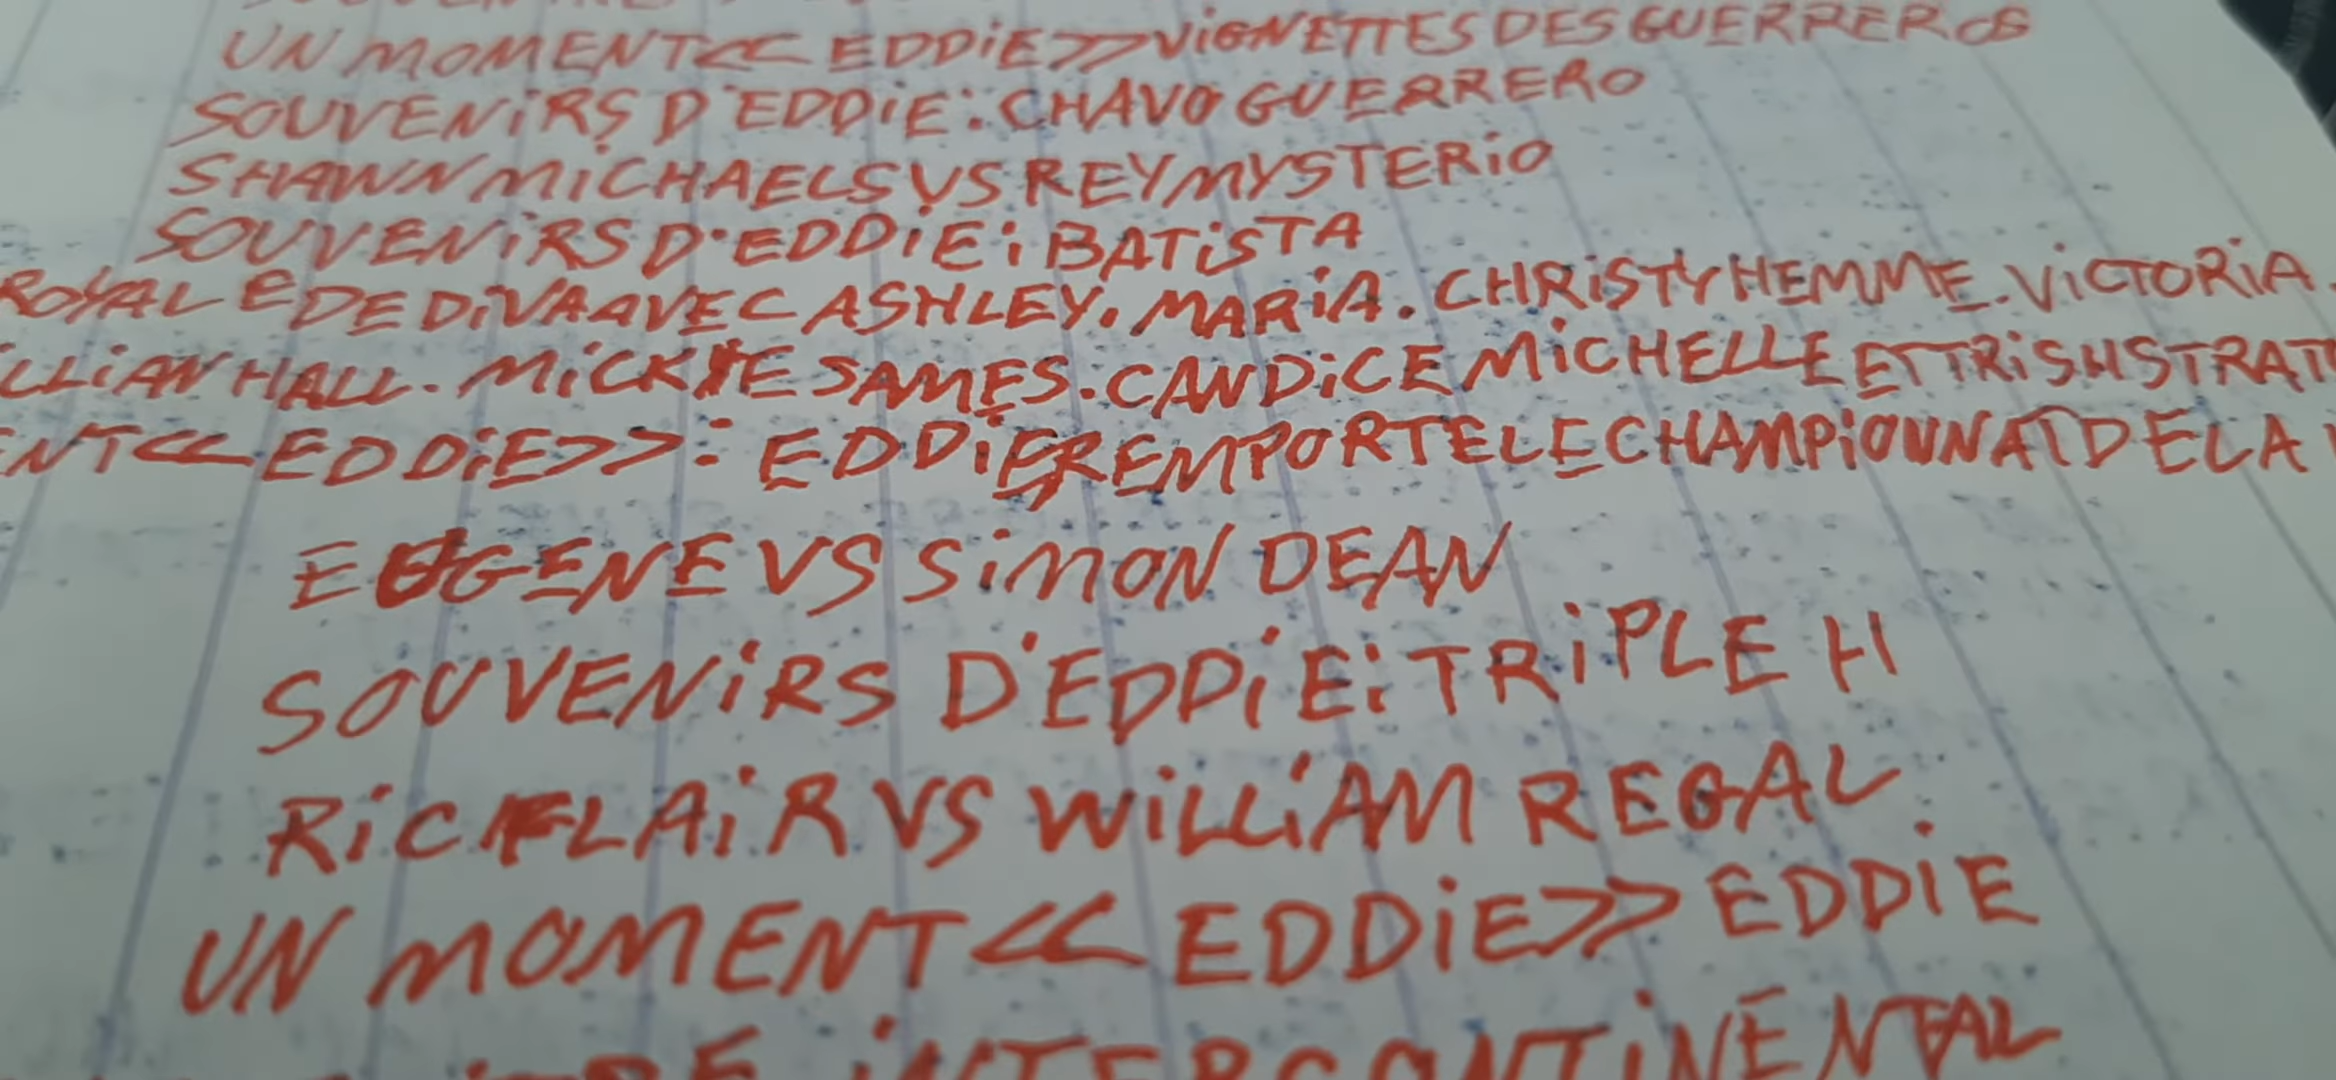 UN MOMENT << EDDiE >> ViGNETTES DES GUERREROS
SOUVENiRS D'EDDiE: CHAVO GUERRERO
SHAWN MiCHAELS VS REY MYSTERiO
SOUVENiRS D'EDDiE: BATiSTA
ROYALE DE DiVA AVEC ASHLEY. MARiA. CHRiSTY HEMME. ViCTORiA.
HALL. MiCKIE JAMES. CANDiCE MiCHELLE ET TRiSH
<< EDDiE >>: EDDiE REMPORTE LE CHAMPiONNAT DE LA
EUGENE VS SiMON DEAN
SOUVENiRS D'EDDiE: TRiPLE H
RiC FLAiR VS WiLLiAM REGAL
UN MOMENT << EDDiE >> EDDiE
iNTERCONTiNENTAL